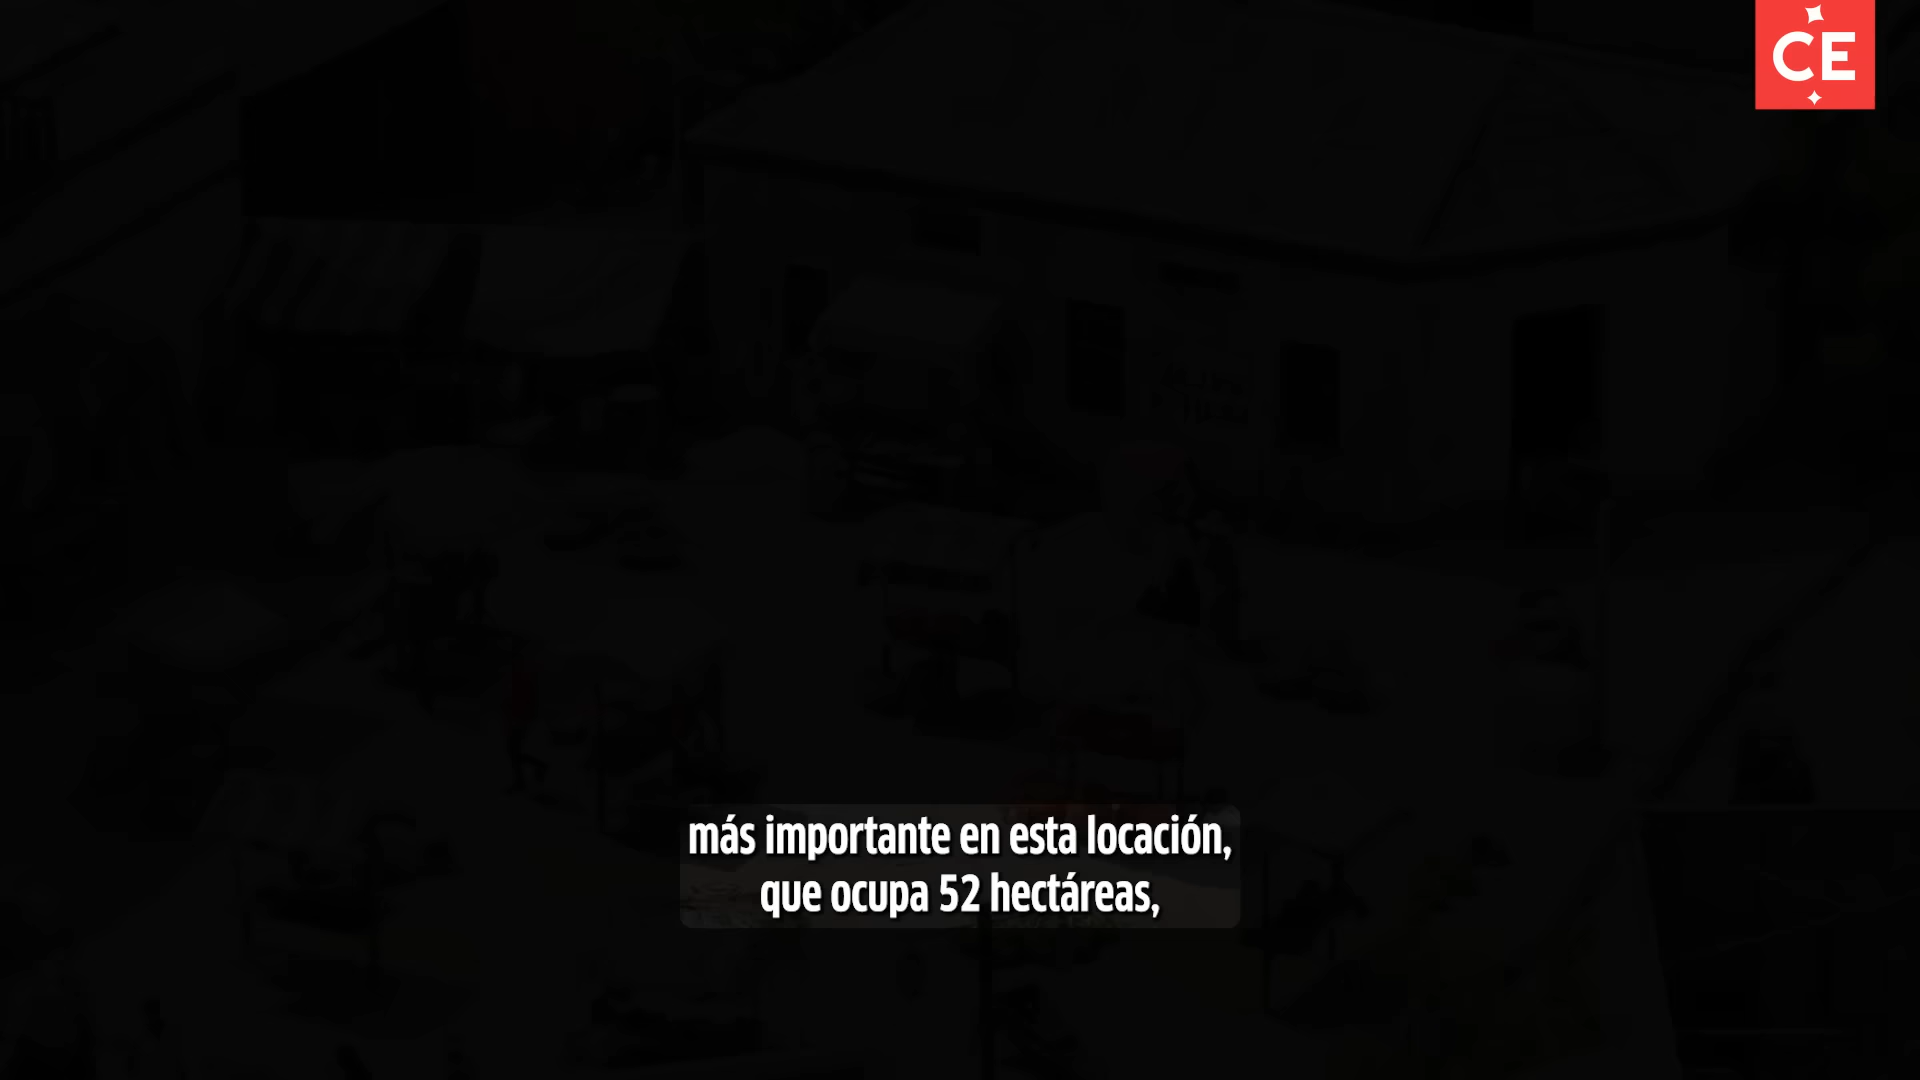 CE
más importante en esta locación,
que ocupa 52 hectáreas,